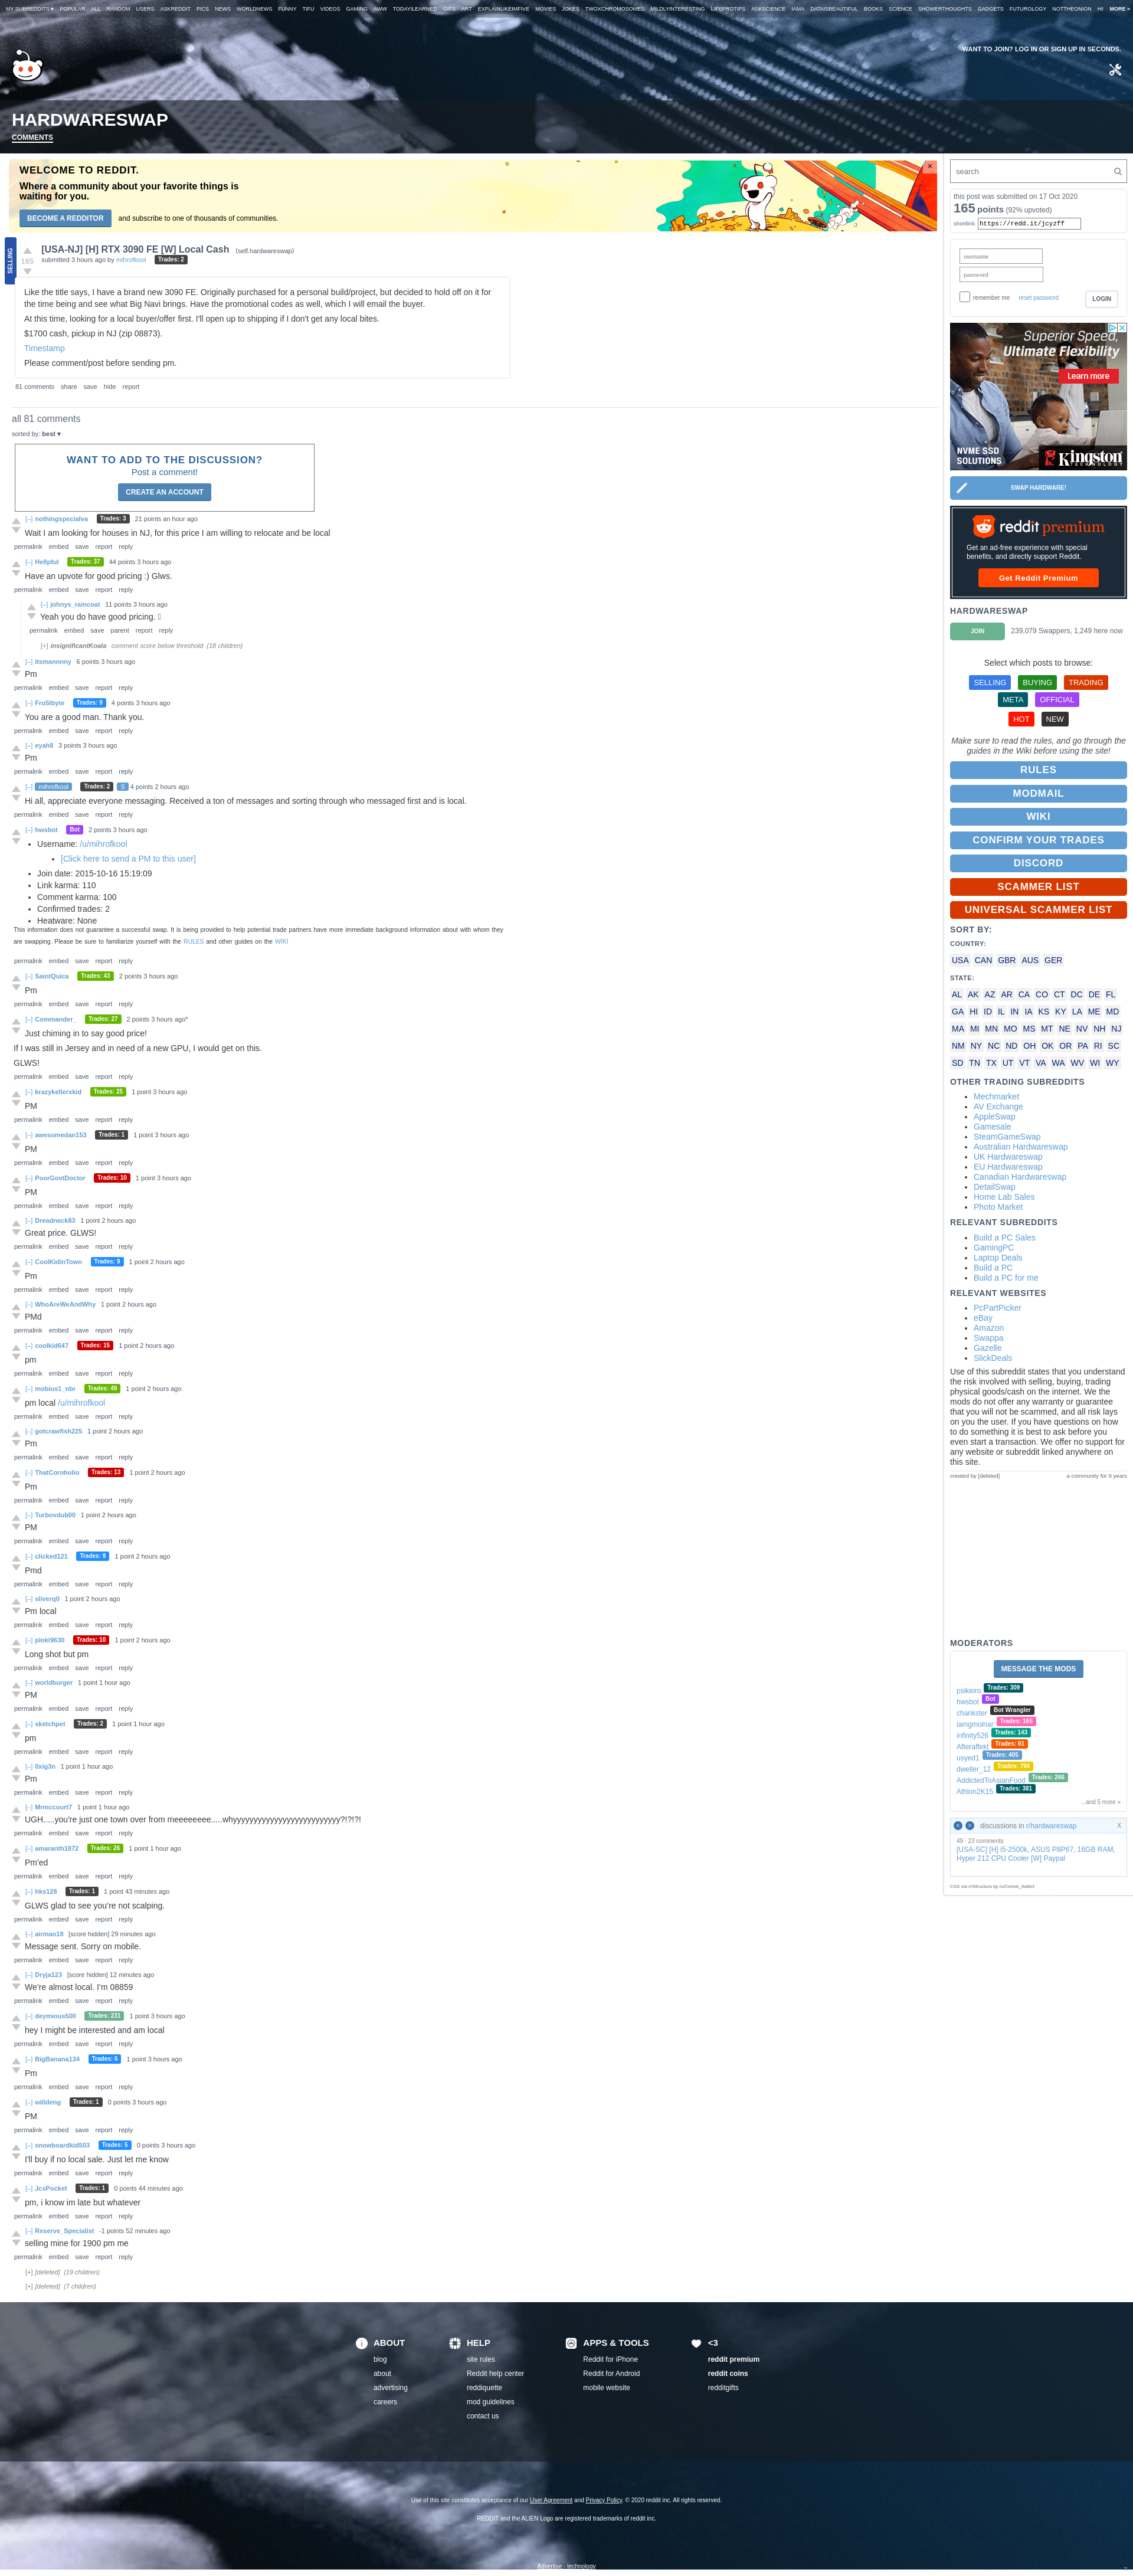 MY SUBREDDITS ▾ POPULAR ALL RANDOM USERS ASKREDDIT PICS NEWS WORLDNEWS FUNNY TIFU VIDEOS GAMING AWW TODAYILEARNED GIFS ART EXPLAINLIKEIMFIVE MOVIES JOKES TWOXCHROMOSOMES MILDLYINTERESTING LIFEPROTIPS ASKSCIENCE IAMA DATAISBEAUTIFUL BOOKS SCIENCE SHOWERTHOUGHTS GADGETS FUTUROLOGY NOTTHEONION HI MORE »
WANT TO JOIN? LOG IN OR SIGN UP IN SECONDS.
HARDWARESWAP
COMMENTS
WELCOME TO REDDIT.
Where a community about your favorite things is
waiting for you.
BECOME A REDDITOR and subscribe to one of thousands of communities.
SELLING
165
[USA-NJ] [H] RTX 3090 FE [W] Local Cash (self.hardwareswap)
submitted 3 hours ago by mihrofkool Trades: 2
Like the title says, I have a brand new 3090 FE. Originally purchased for a personal build/project, but decided to hold off on it for
the time being and see what Big Navi brings. Have the promotional codes as well, which I will email the buyer.
At this time, looking for a local buyer/offer first. I'll open up to shipping if I don't get any local bites.
$1700 cash, pickup in NJ (zip 08873).
Timestamp
Please comment/post before sending pm.
81 comments share save hide report
all 81 comments
sorted by: best ▾
WANT TO ADD TO THE DISCUSSION?
Post a comment!
CREATE AN ACCOUNT
[–] nothingspecialva Trades: 3 21 points an hour ago
Wait I am looking for houses in NJ, for this price I am willing to relocate and be local
permalink embed save report reply
[–] Hellpful Trades: 37 44 points 3 hours ago
Have an upvote for good pricing :) Glws.
permalink embed save report reply
[–] johnys_raincoat 11 points 3 hours ago
Yeah you do have good pricing.
permalink embed save parent report reply
[+] insignificantKoala comment score below threshold (18 children)
[–] itsmannnny 6 points 3 hours ago
Pm
permalink embed save report reply
[–] Fro5tbyte Trades: 9 4 points 3 hours ago
You are a good man. Thank you.
permalink embed save report reply
[–] eyah8 3 points 3 hours ago
Pm
permalink embed save report reply
[–] mihrofkool Trades: 2 S 4 points 2 hours ago
Hi all, appreciate everyone messaging. Received a ton of messages and sorting through who messaged first and is local.
permalink embed save report reply
[–] hwsbot Bot 2 points 3 hours ago
• Username: /u/mihrofkool
• [Click here to send a PM to this user]
• Join date: 2015-10-16 15:19:09
• Link karma: 110
• Comment karma: 100
• Confirmed trades: 2
• Heatware: None
This information does not guarantee a successful swap. It is being provided to help potential trade partners have more immediate background information about with whom they
are swapping. Please be sure to familiarize yourself with the RULES and other guides on the WIKI
permalink embed save report reply
[–] SaintQuica Trades: 43 2 points 3 hours ago
Pm
permalink embed save report reply
[–] Commander_ Trades: 27 2 points 3 hours ago*
Just chiming in to say good price!
If I was still in Jersey and in need of a new GPU, I would get on this.
GLWS!
permalink embed save report reply
[–] krazykellerxkid Trades: 25 1 point 3 hours ago
PM
permalink embed save report reply
[–] awesomedan153 Trades: 1 1 point 3 hours ago
PM
permalink embed save report reply
[–] PoorGovtDoctor Trades: 10 1 point 3 hours ago
PM
permalink embed save report reply
[–] Dreadneck83 1 point 2 hours ago
Great price. GLWS!
permalink embed save report reply
[–] CoolKidinTown Trades: 9 1 point 2 hours ago
Pm
permalink embed save report reply
[–] WhoAreWeAndWhy 1 point 2 hours ago
PMd
permalink embed save report reply
[–] coolkid647 Trades: 15 1 point 2 hours ago
pm
permalink embed save report reply
[–] mobius1_nbr Trades: 49 1 point 2 hours ago
pm local /u/mihrofkool
permalink embed save report reply
[–] gotcrawfish225 1 point 2 hours ago
Pm
permalink embed save report reply
[–] ThatCornholio Trades: 13 1 point 2 hours ago
Pm
permalink embed save report reply
[–] Turbovdub00 1 point 2 hours ago
PM
permalink embed save report reply
[–] clicked121 Trades: 9 1 point 2 hours ago
Pmd
permalink embed save report reply
[–] sliverq0 1 point 2 hours ago
Pm local
permalink embed save report reply
[–] ploki9630 Trades: 10 1 point 2 hours ago
Long shot but pm
permalink embed save report reply
[–] worldburger 1 point 1 hour ago
PM
permalink embed save report reply
[–] sketchpet Trades: 2 1 point 1 hour ago
pm
permalink embed save report reply
[–] 0xig3n 1 point 1 hour ago
Pm
permalink embed save report reply
[–] Mrmccourt7 1 point 1 hour ago
UGH.....you're just one town over from meeeeeeee.....whyyyyyyyyyyyyyyyyyyyyyyyyyy?!?!?!
permalink embed save report reply
[–] amaranth1872 Trades: 26 1 point 1 hour ago
Pm'ed
permalink embed save report reply
[–] hks128 Trades: 1 1 point 43 minutes ago
GLWS glad to see you're not scalping.
permalink embed save report reply
[–] airman18 [score hidden] 29 minutes ago
Message sent. Sorry on mobile.
permalink embed save report reply
[–] Dryja123 [score hidden] 12 minutes ago
We're almost local. I'm 08859
permalink embed save report reply
[–] deymious500 Trades: 231 1 point 3 hours ago
hey I might be interested and am local
permalink embed save report reply
[–] BigBanana134 Trades: 6 1 point 3 hours ago
Pm
permalink embed save report reply
[–] willdeng Trades: 1 0 points 3 hours ago
PM
permalink embed save report reply
[–] snowboardkid503 Trades: 5 0 points 3 hours ago
I'll buy if no local sale. Just let me know
permalink embed save report reply
[–] JcsPocket Trades: 1 0 points 44 minutes ago
pm, i know im late but whatever
permalink embed save report reply
[–] Reserve_Specialist -1 points 52 minutes ago
selling mine for 1900 pm me
permalink embed save report reply
[+] [deleted] (19 children)
[+] [deleted] (7 children)
search
this post was submitted on 17 Oct 2020
165 points (92% upvoted)
shortlink: https://redd.it/jcyzff
username
password
remember me reset password LOGIN
Superior Speed,
Ultimate Flexibility
Learn more
NVME SSD
SOLUTIONS
Kingston
TECHNOLOGY
SWAP HARDWARE!
reddit premium
Get an ad-free experience with special
benefits, and directly support Reddit.
Get Reddit Premium
HARDWARESWAP
JOIN 239,079 Swappers, 1,249 here now
Select which posts to browse:
SELLING BUYING TRADING
META OFFICIAL
HOT NEW
Make sure to read the rules, and go through the
guides in the Wiki before using the site!
RULES
MODMAIL
WIKI
CONFIRM YOUR TRADES
DISCORD
SCAMMER LIST
UNIVERSAL SCAMMER LIST
SORT BY:
COUNTRY:
USA CAN GBR AUS GER
STATE:
AL AK AZ AR CA CO CT DC DE FL
GA HI ID IL IN IA KS KY LA ME MD
MA MI MN MO MS MT NE NV NH NJ
NM NY NC ND OH OK OR PA RI SC
SD TN TX UT VT VA WA WV WI WY
OTHER TRADING SUBREDDITS
• Mechmarket
• AV Exchange
• AppleSwap
• Gamesale
• SteamGameSwap
• Australian Hardwareswap
• UK Hardwareswap
• EU Hardwareswap
• Canadian Hardwareswap
• DetailSwap
• Home Lab Sales
• Photo Market
RELEVANT SUBREDDITS
• Build a PC Sales
• GamingPC
• Laptop Deals
• Build a PC
• Build a PC for me
RELEVANT WEBSITES
• PcPartPicker
• eBay
• Amazon
• Swappa
• Gazelle
• SlickDeals
Use of this subreddit states that you understand
the risk involved with selling, buying, trading
physical goods/cash on the internet. We the
mods do not offer any warranty or guarantee
that you will not be scammed, and all risk lays
on you the user. If you have questions on how
to do something it is best to ask before you
even start a transaction. We offer no support for
any website or subreddit linked anywhere on
this site.
created by [deleted] a community for 9 years
MODERATORS
MESSAGE THE MODS
psikeiro Trades: 309
hwsbot Bot
chankster Bot Wrangler
iamgmolnar Trades: 165
infinity526 Trades: 143
Afteraffekt Trades: 91
usyed1 Trades: 405
dweller_12 Trades: 794
AddictedToAsianFood Trades: 266
Athlon2K15 Trades: 381
...and 5 more »
< > discussions in r/hardwareswap X
49 · 23 comments
[USA-SC] [H] i5-2500k, ASUS P8P67, 16GB RAM,
Hyper 212 CPU Cooler [W] Paypal
CSS via /r/Structura by /u/Cereal_Addict
ABOUT
blog
about
advertising
careers
HELP
site rules
Reddit help center
reddiquette
mod guidelines
contact us
APPS & TOOLS
Reddit for iPhone
Reddit for Android
mobile website
<3
reddit premium
reddit coins
redditgifts
Use of this site constitutes acceptance of our User Agreement and Privacy Policy. © 2020 reddit inc. All rights reserved.
REDDIT and the ALIEN Logo are registered trademarks of reddit inc.
Advertise - technology